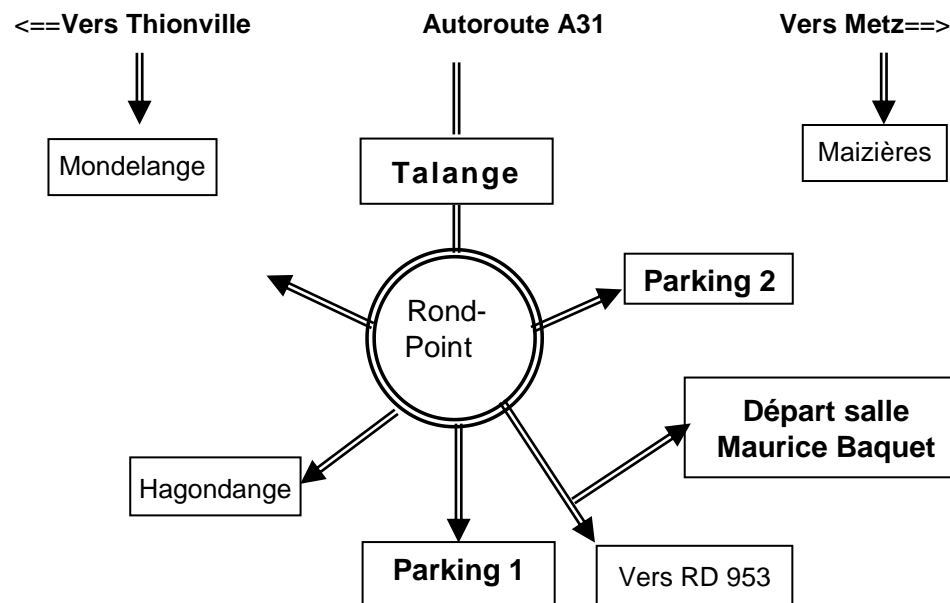 <==Vers Thionville Autoroute A31 Vers Metz==>
Mondelange
Talange
Maizières
Parking 2
Rond-
Point
Départ salle
Maurice Baquet
Hagondange
Parking 1
Vers RD 953